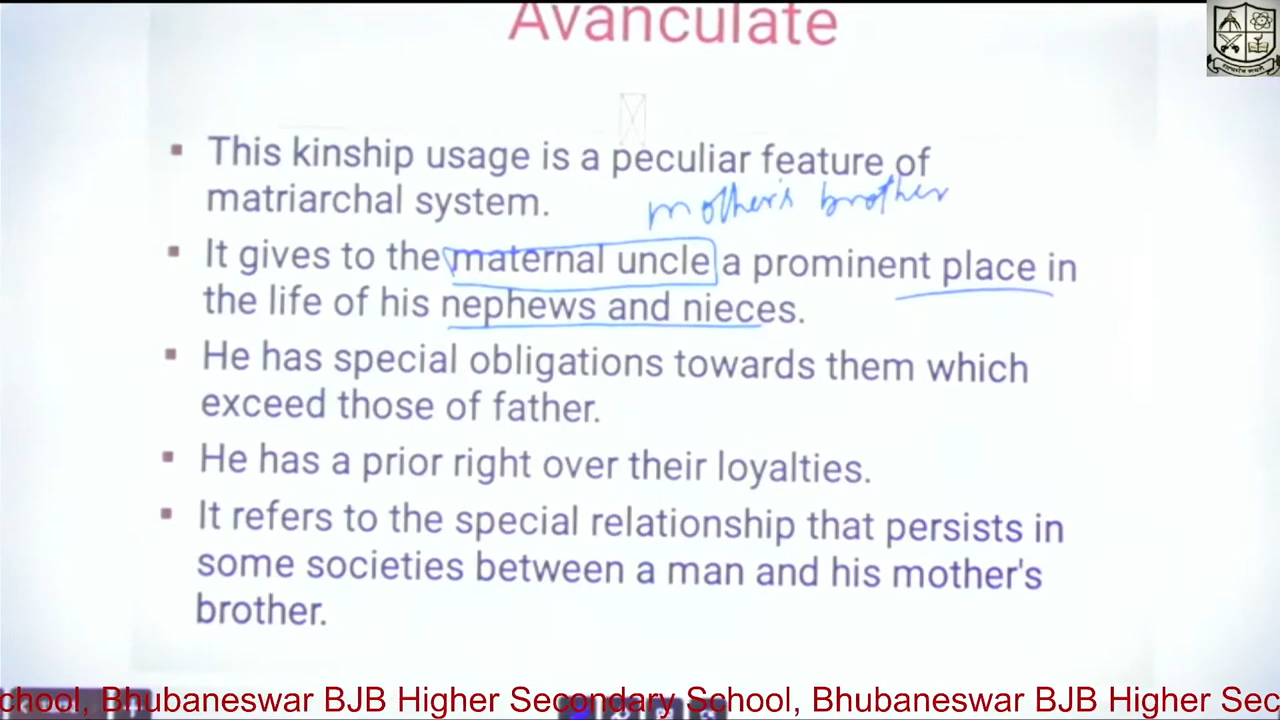 Avanculate
▪ This kinship usage is a peculiar feature of
matriarchal system.
mother's brother
▪ It gives to the maternal uncle a prominent place in
the life of his nephews and nieces.
▪ He has special obligations towards them which
exceed those of father.
▪ He has a prior right over their loyalties.
▪ It refers to the special relationship that persists in
some societies between a man and his mother's
brother.
chool, Bhubaneswar BJB Higher Secondary School, Bhubaneswar BJB Higher Sec